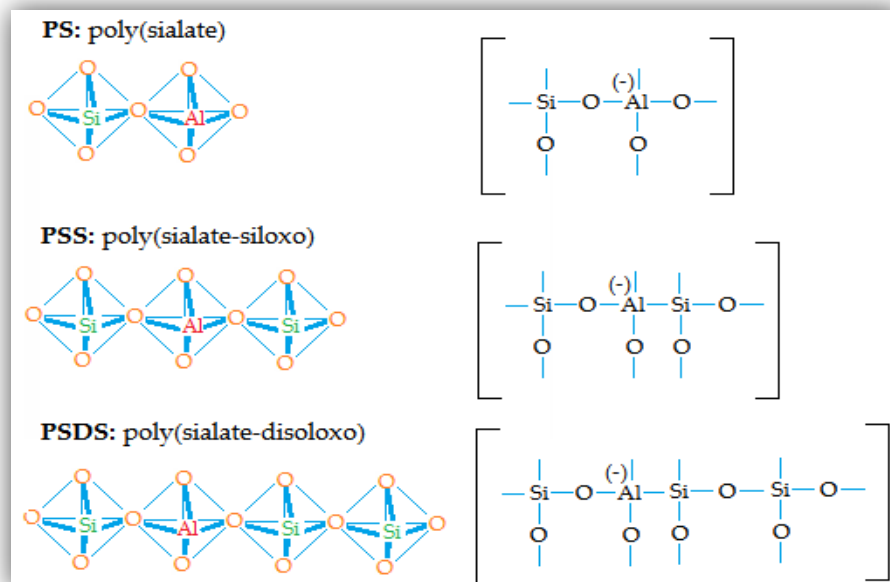 PS: poly(sialate)
O O
O Si O Al O
O O
(-)
Si O Al O
O O
PSS: poly(sialate-siloxo)
O O O
O Si O Al O Si O
O O O
(-)
Si O Al Si O
O O O
PSDS: poly(sialate-disoloxo)
O O O O
O Si O Al O Si O Si O
O O O O
(-)
Si O Al Si O Si O
O O O O